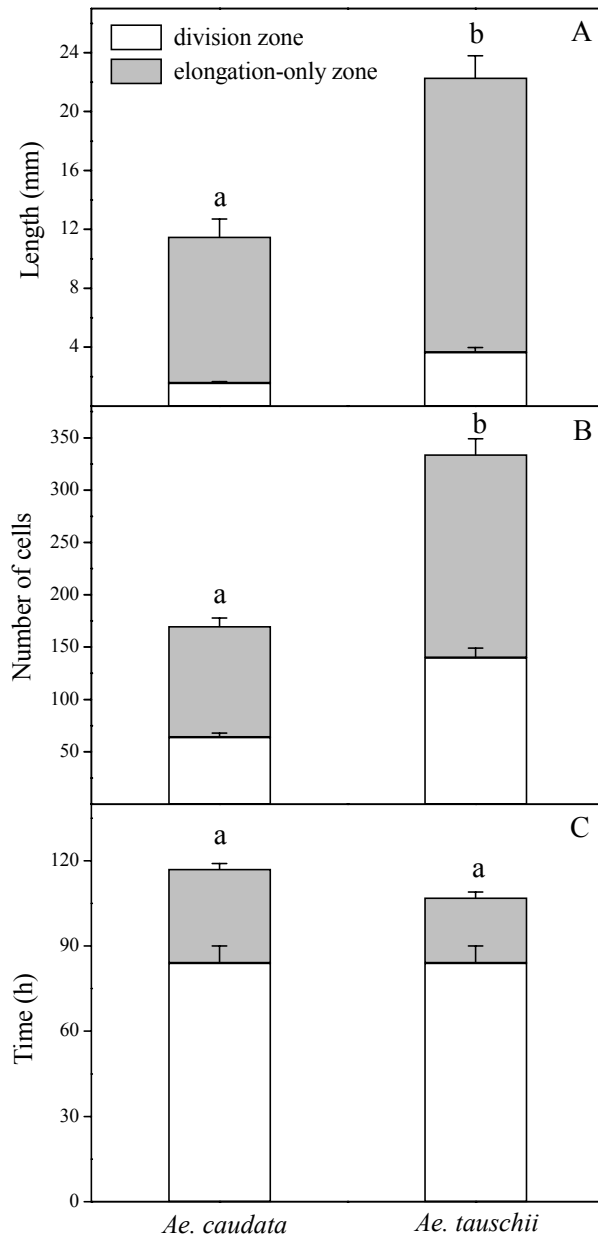 division zone
elongation-only zone
A
24
20
16
12
8
4
Length (mm)
a
b
B
350
300
250
200
150
100
50
Number of cells
a
b
C
120
90
60
30
0
Time (h)
a
a
Ae. caudata
Ae. tauschii